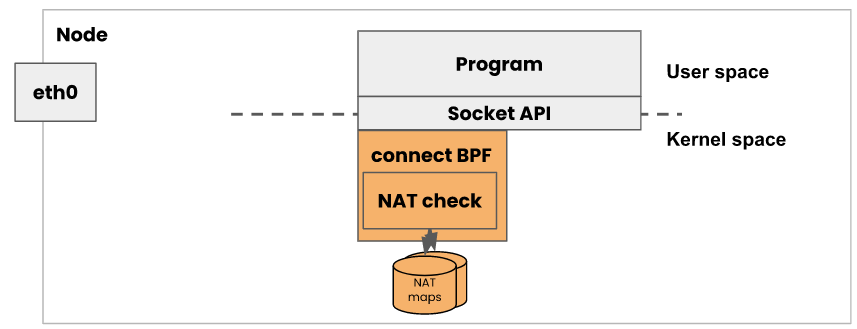 Node
eth0
Program
User space
Socket API
Kernel space
connect BPF
NAT check
NAT
maps